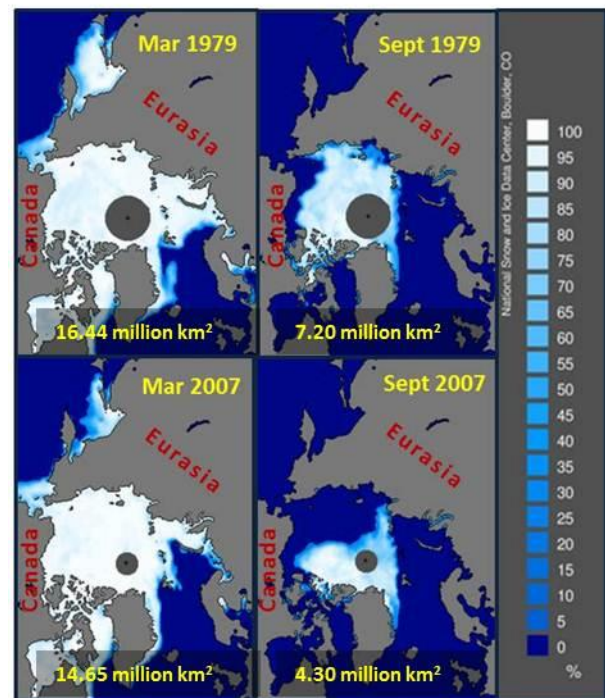 Mar 1979
Eurasia
Canada
16.44 million km²
Sept 1979
Eurasia
Canada
7.20 million km²
Mar 2007
Eurasia
Canada
14.65 million km²
Sept 2007
Eurasia
Canada
4.30 million km²
National Snow and Ice Data Center, Boulder, CO
100
95
90
85
80
75
70
65
60
55
50
45
40
35
30
25
20
15
10
5
0
%